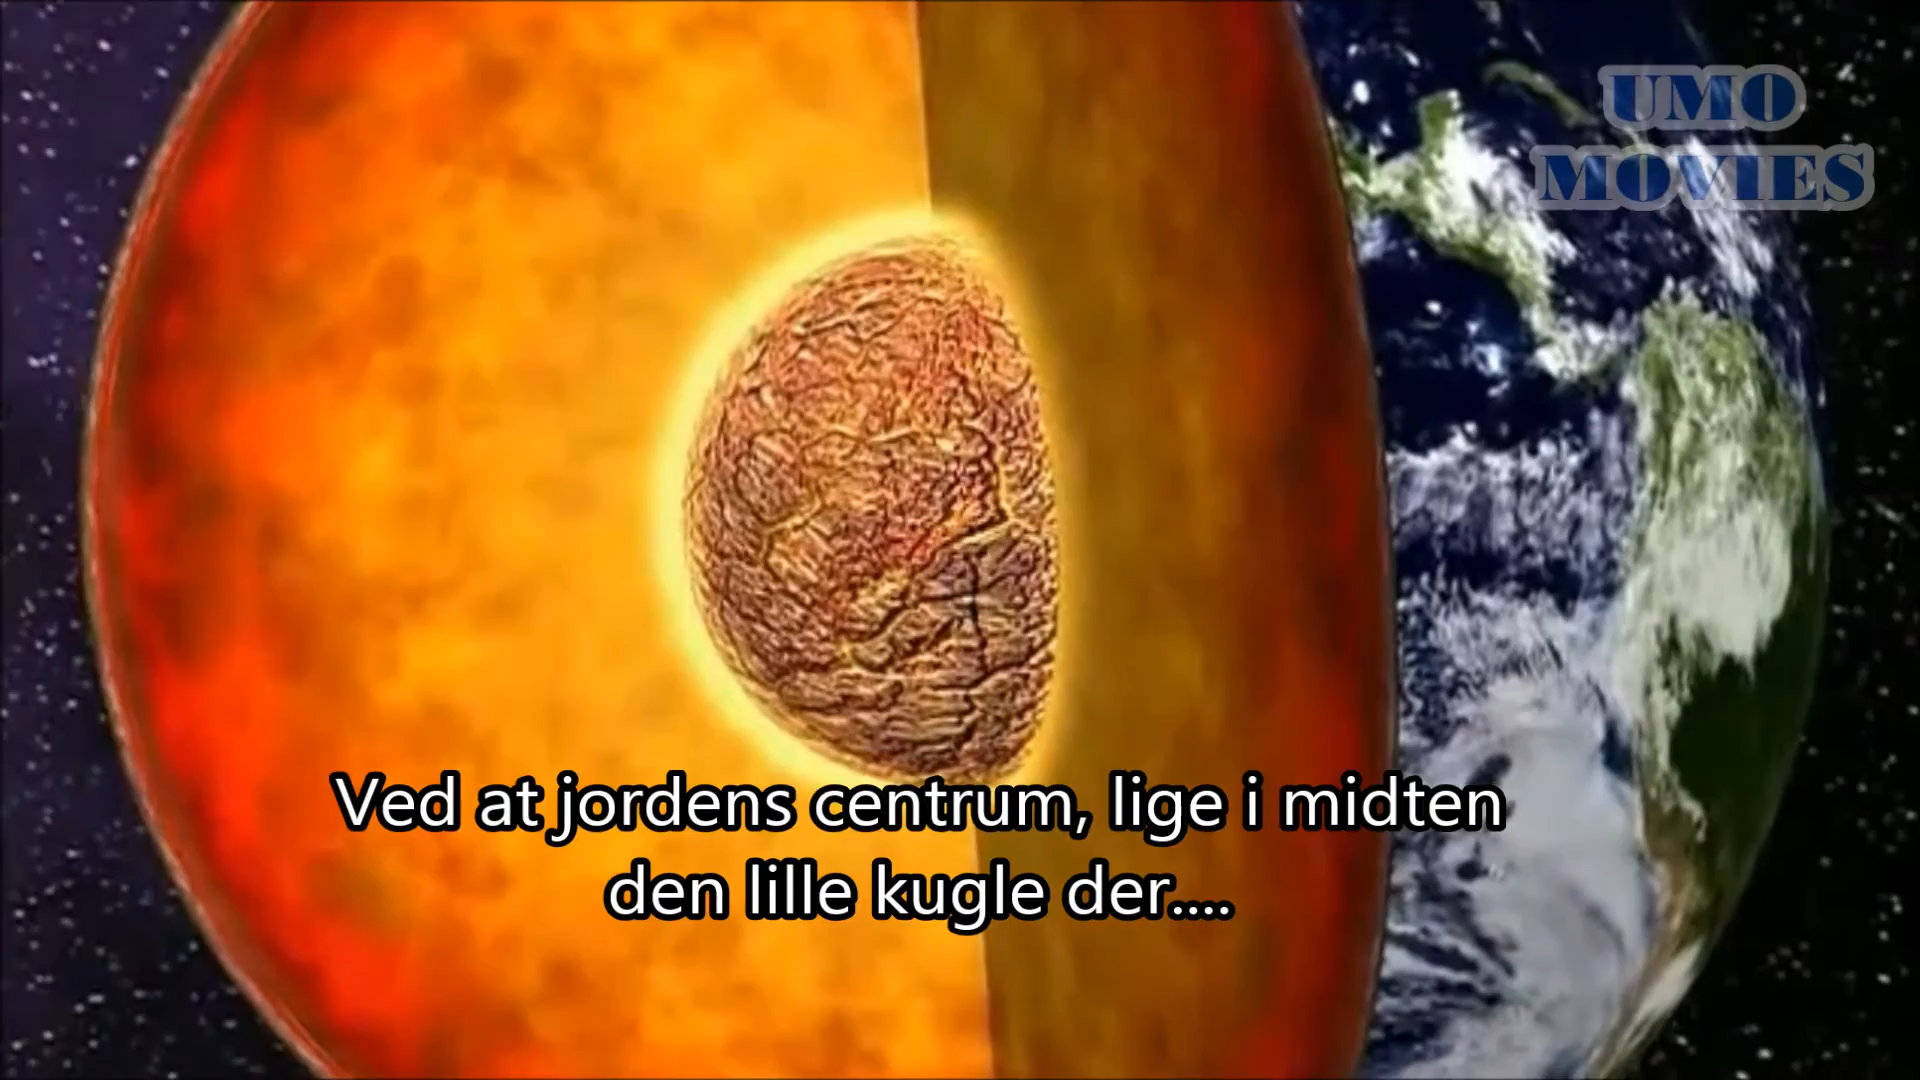 UMO
MOVIES
Ved at jordens centrum, lige i midten
den lille kugle der....